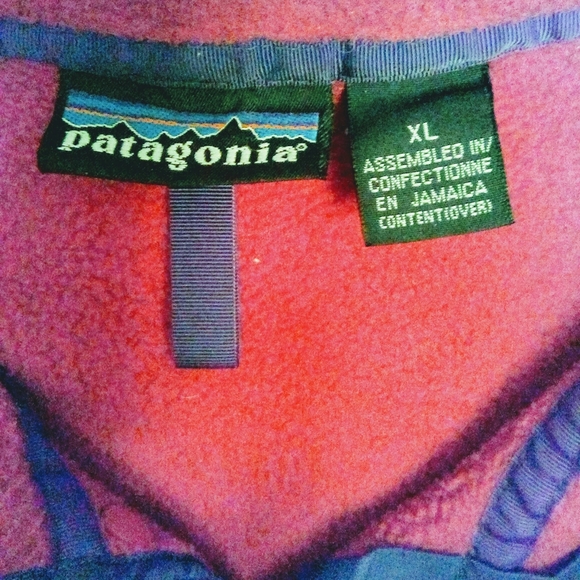 patagonia®
XL
ASSEMBLED IN/
CONFECTIONNE
EN JAMAICA
CONTENT(OVER)